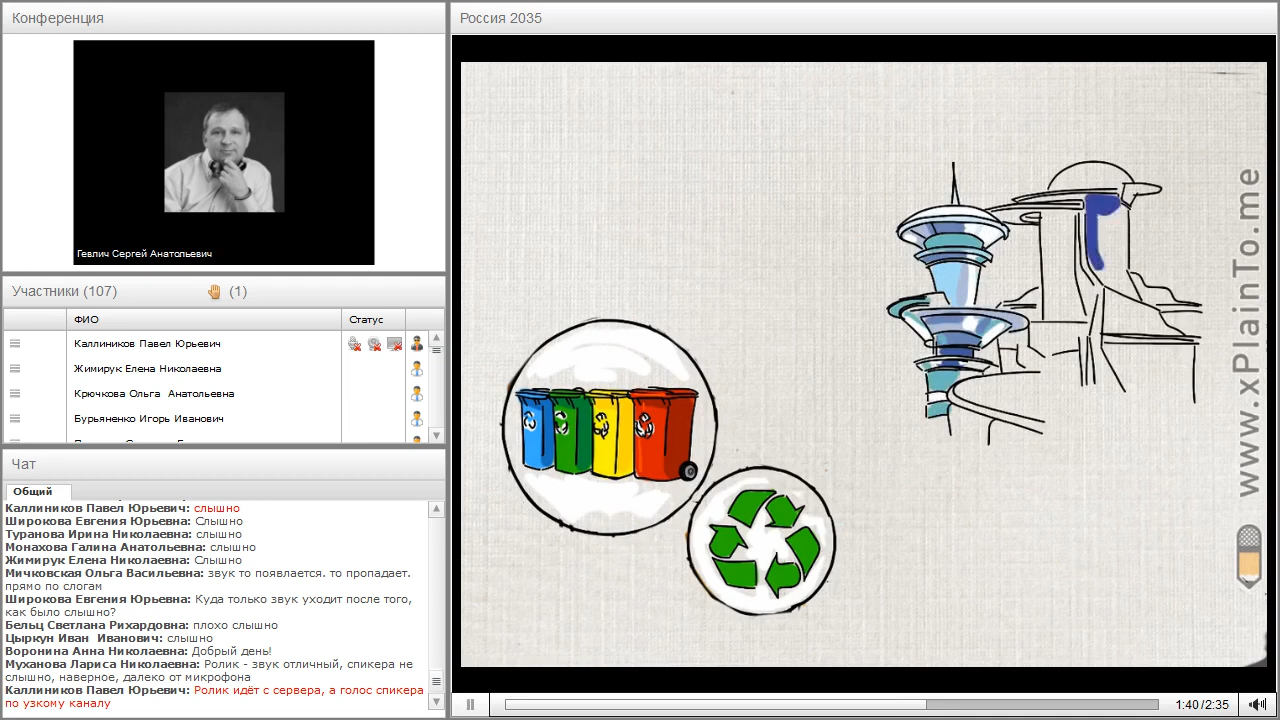 Конференция
Гевлич Сергей Анатольевич
Участники (107) (1)
ФИО Статус
Каллиников Павел Юрьевич
Жимирук Елена Николаевна
Крючкова Ольга Анатольевна
Бурьяненко Игорь Иванович
Чат
Общий
Каллиников Павел Юрьевич: слышно
Широкова Евгения Юрьевна: Слышно
Туранова Ирина Николаевна: слышно
Монахова Галина Анатольевна: слышно
Жимирук Елена Николаевна: Слышно
Мичковская Ольга Васильевна: звук то появлается. то пропадает.
прямо по слогам
Широкова Евгения Юрьевна: Куда только звук уходит после того,
как было слышно?
Бельц Светлана Рихардовна: плохо слышно
Цыркун Иван Иванович: слышно
Воронина Анна Николаевна: Добрый день!
Муханова Лариса Николаевна: Ролик - звук отличный, спикера не
слышно, наверное, далеко от микрофона
Каллиников Павел Юрьевич: Ролик идёт с сервера, а голос спикера
по узкому каналу
Россия 2035
www.xPlainTo.me
1:40/2:35